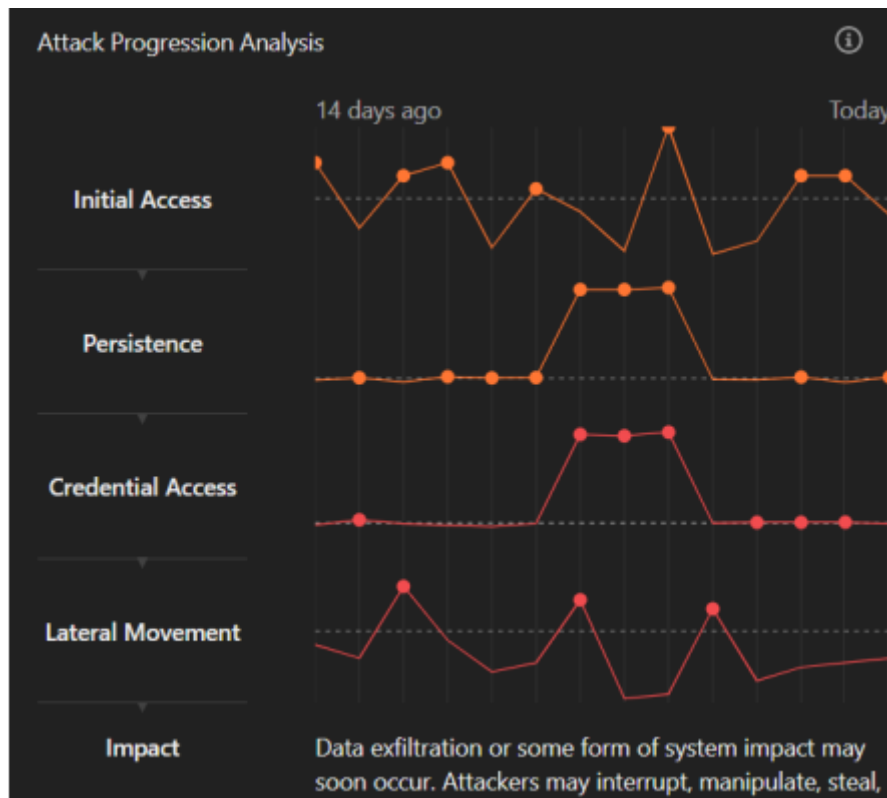 Attack Progression Analysis
14 days ago
Today
Initial Access
Persistence
Credential Access
Lateral Movement
Impact
Data exfiltration or some form of system impact may
soon occur. Attackers may interrupt, manipulate, steal,